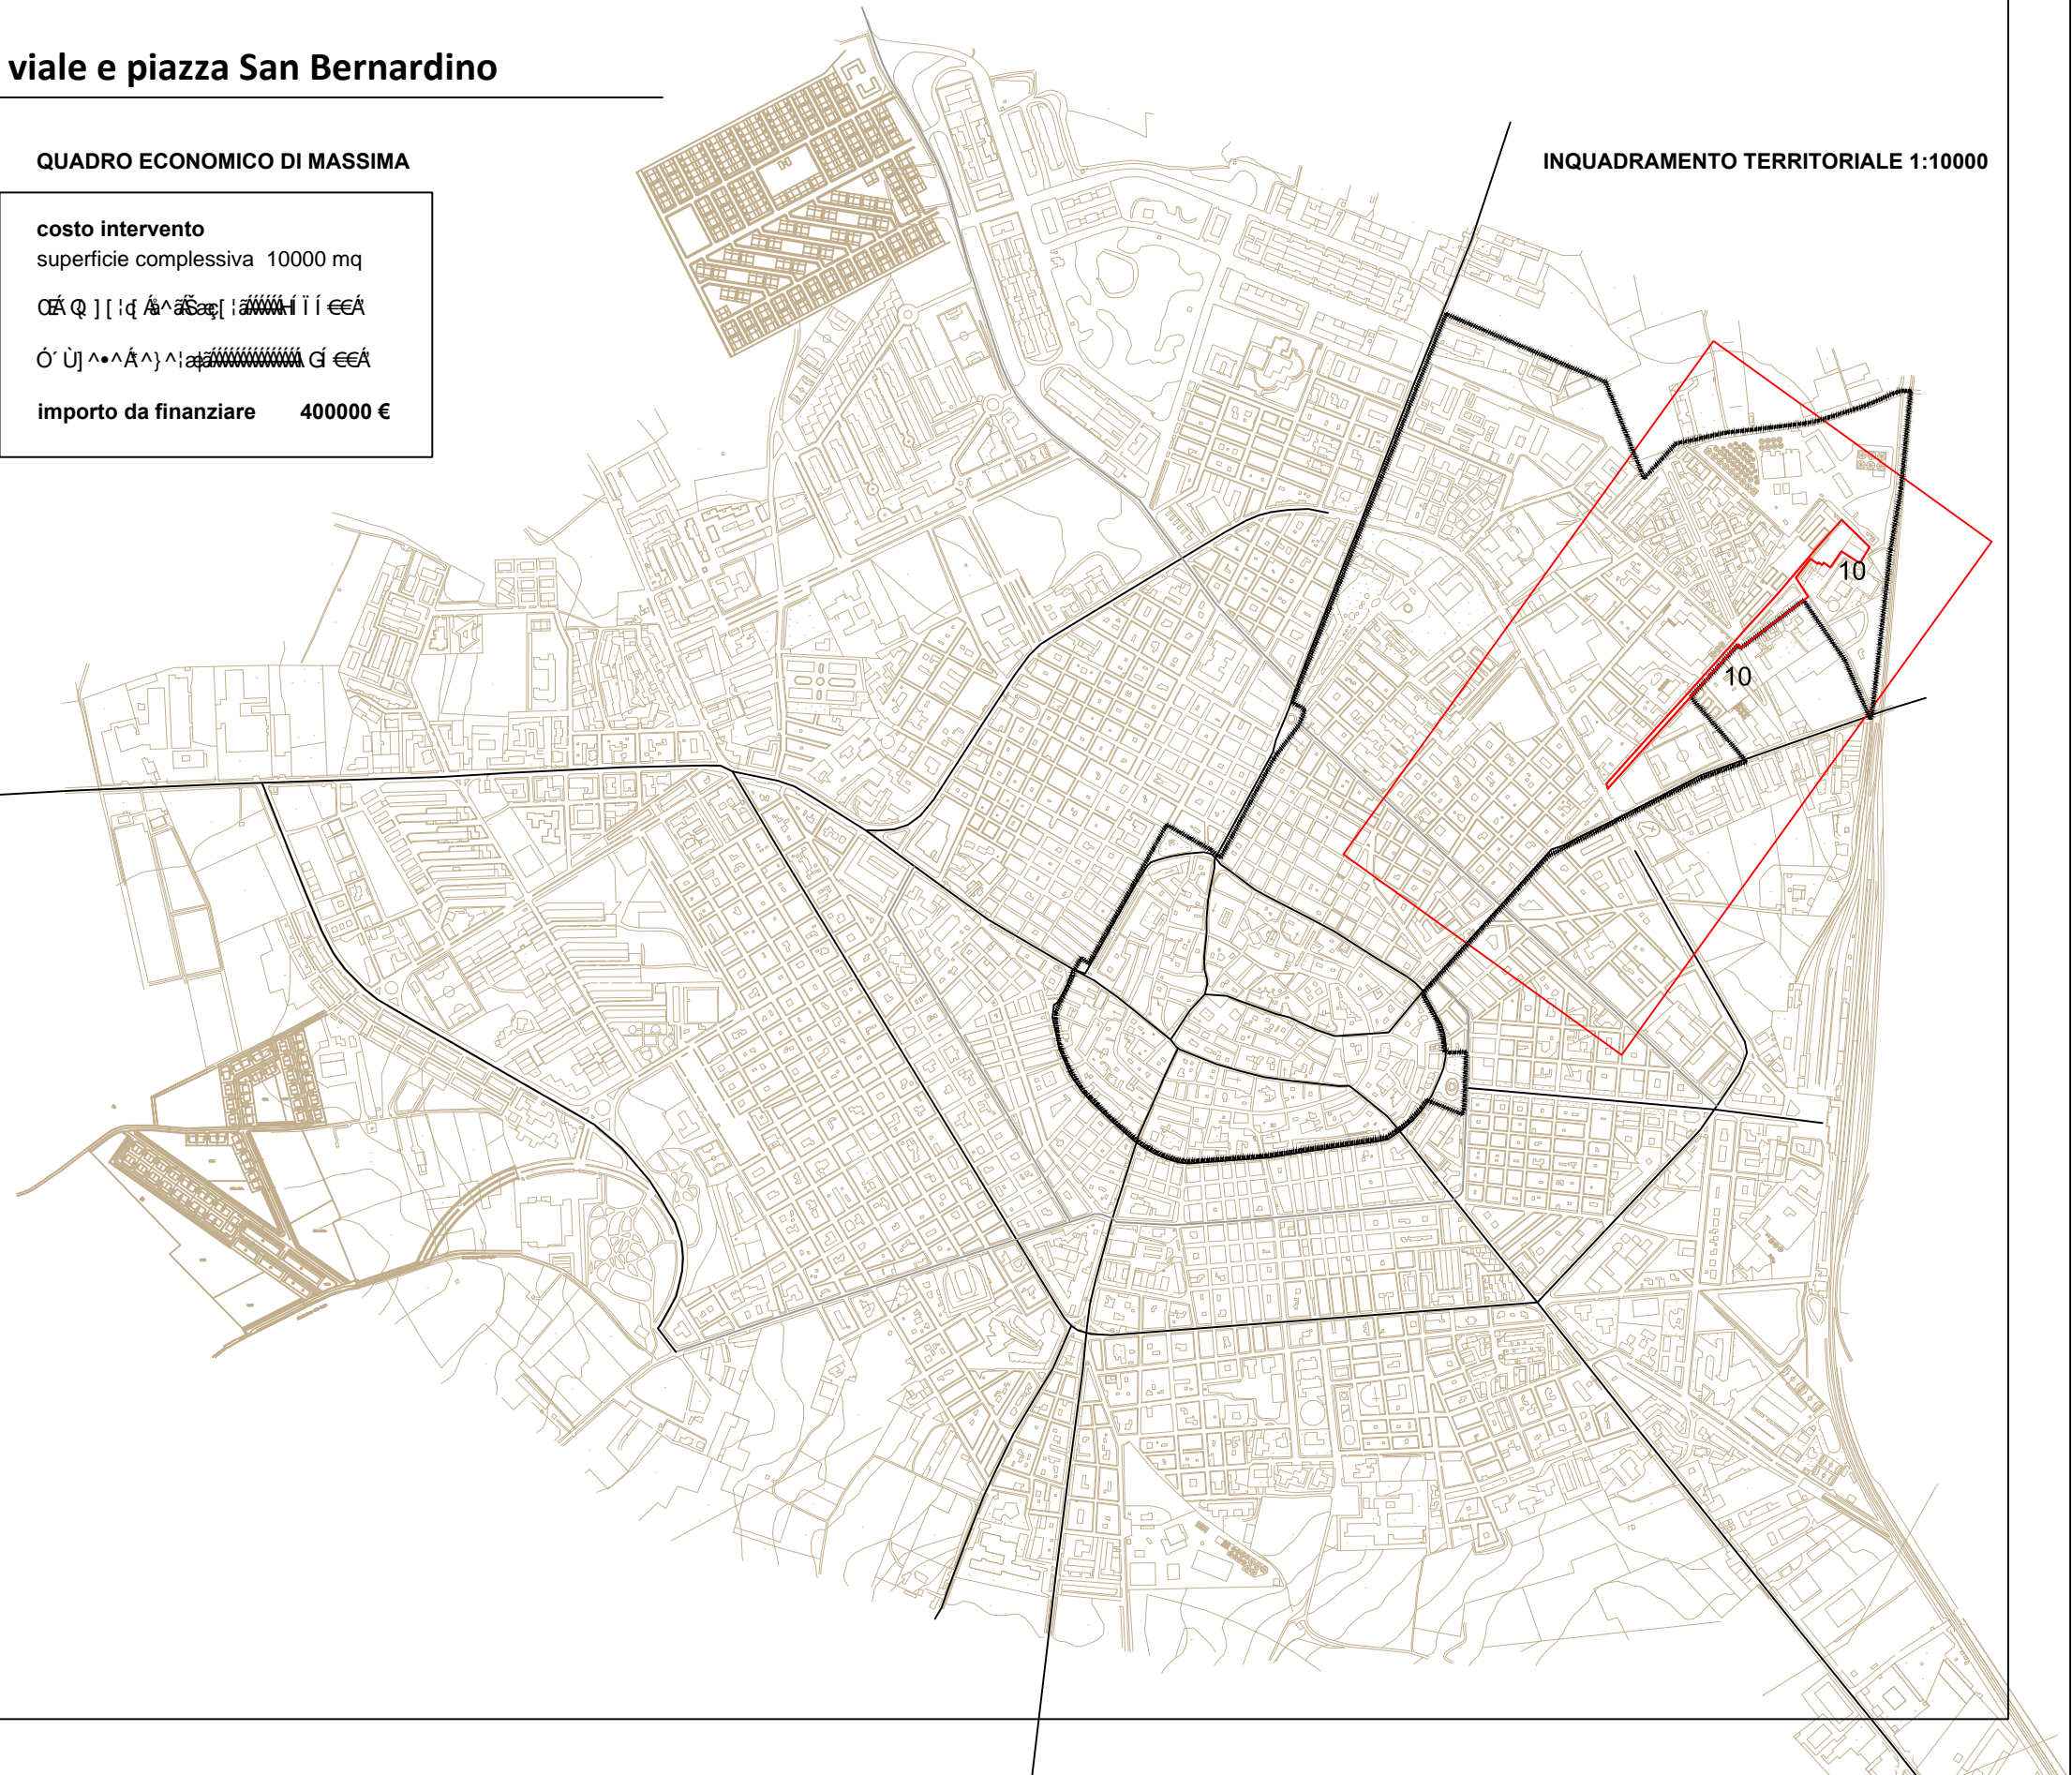 viale e piazza San Bernardino
QUADRO ECONOMICO DI MASSIMA
INQUADRAMENTO TERRITORIALE 1:10000
costo intervento
superficie complessiva 10000 mq
importo da finanziare 400000 €
10
10